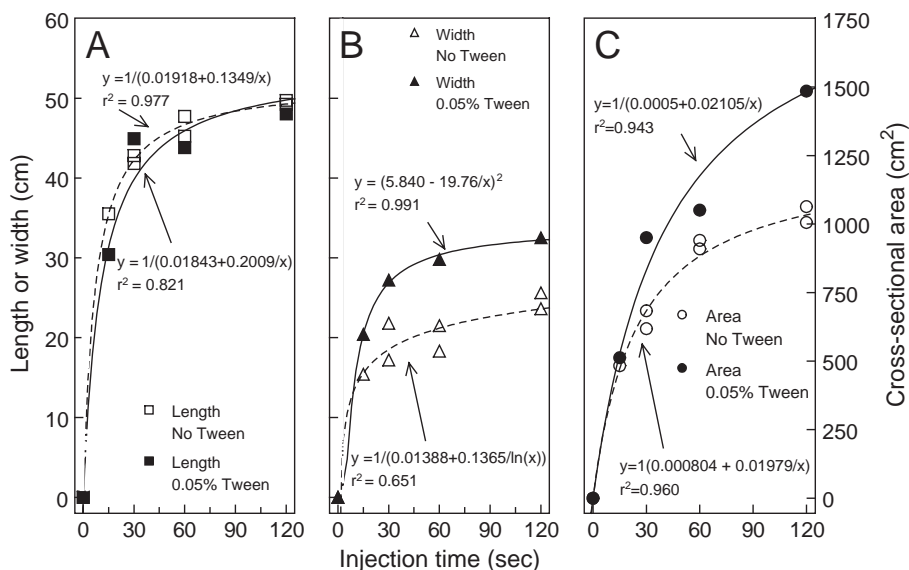 A
y =1/(0.01918+0.1349/x)
r2 = 0.977
y =1/(0.01843+0.2009/x)
r2 = 0.821
Length
No Tween
Length
0.05% Tween
60
50
40
30
20
10
0
Length or width (cm)
0 30 60 90 120
B
Width
No Tween
Width
0.05% Tween
y = (5.840 - 19.76/x)2
r2 = 0.991
y=1/(0.01388+0.1365/ln(x))
r2 = 0.651
0 30 60 90 120
Injection time (sec)
C
y=1/(0.0005+0.02105/x)
r2=0.943
Area
No Tween
Area
0.05% Tween
y=1(0.000804 + 0.01979/x)
r2=0.960
0 30 60 90 120
1750
1500
1250
1000
750
500
250
0
Cross-sectional area (cm2)